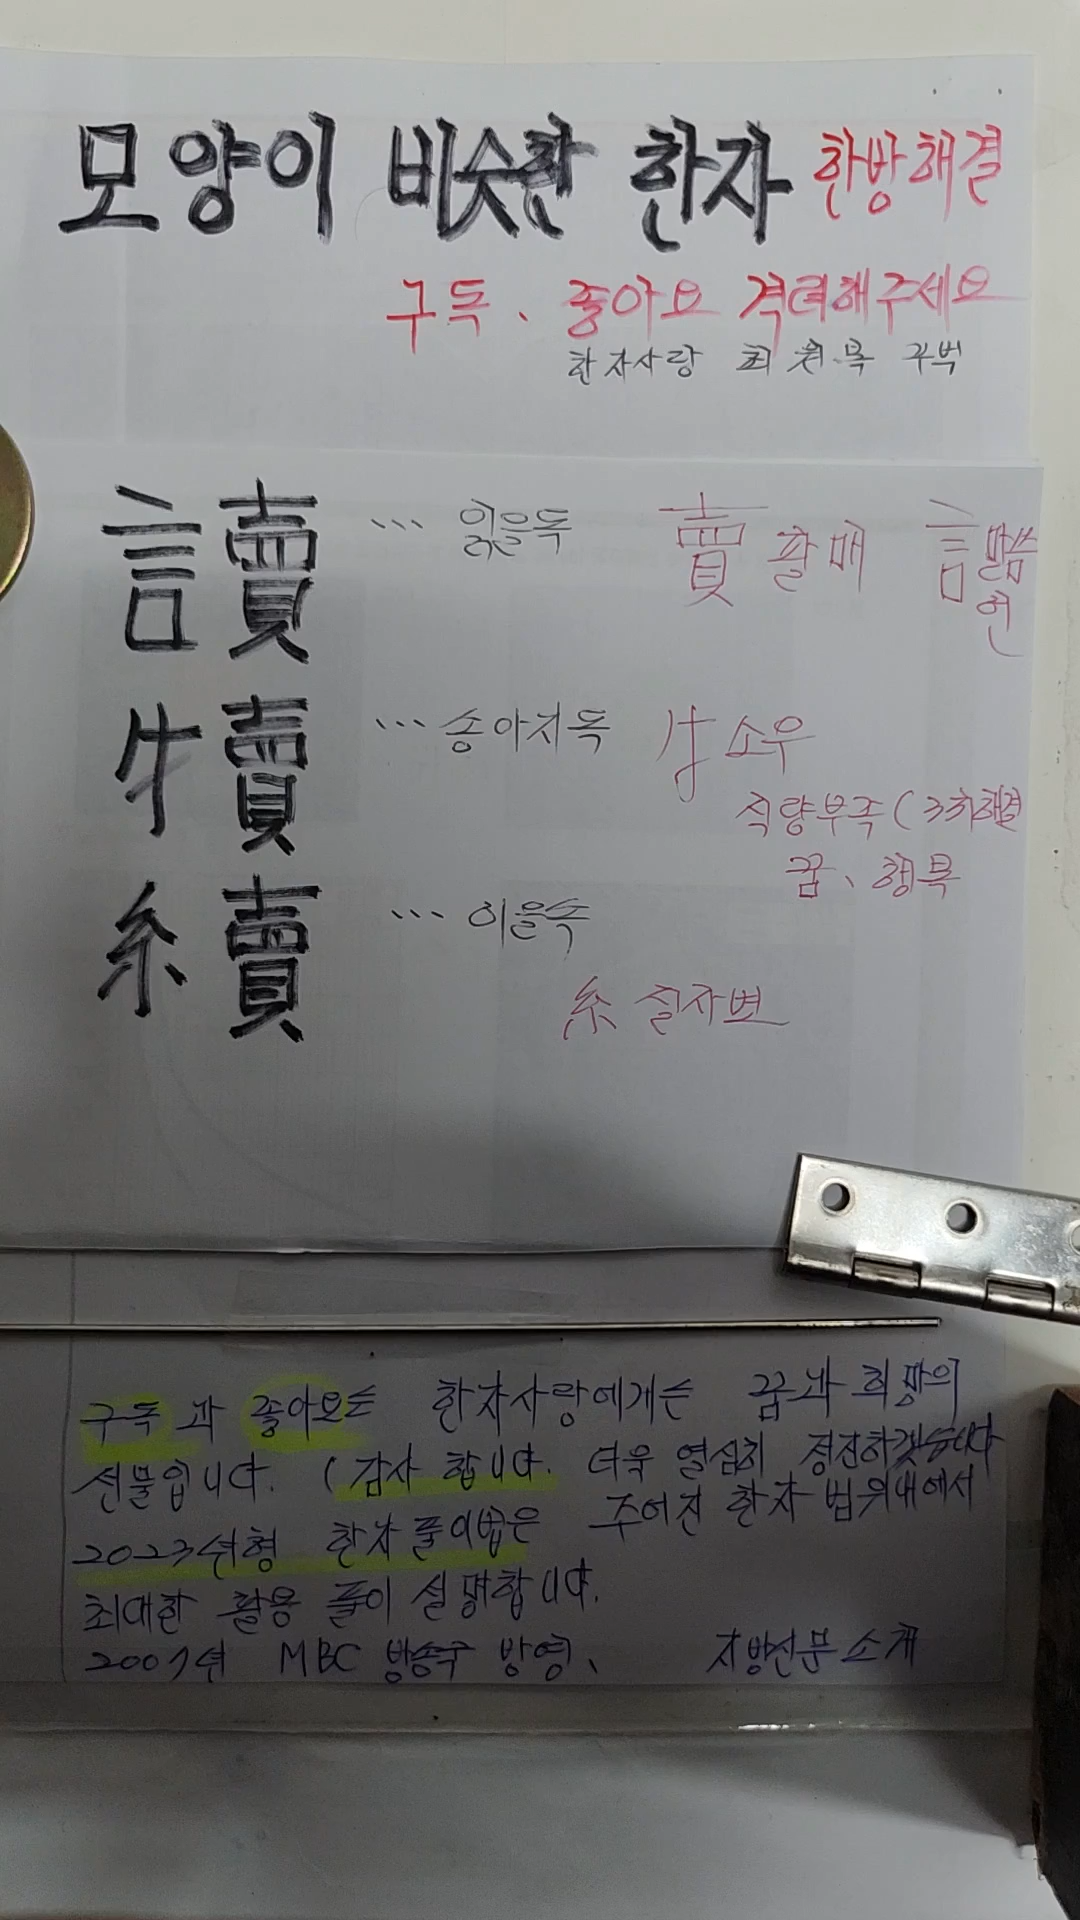 모양이 비슷한 한자 한방해결
구독、좋아요 격려해주세요
한자사랑
讀 … 읽을독 賣 팔매 言 말씀언
犢 … 송아지독 牛 소우
식량부족 (3차해결
꿈、행복
續 … 이을속
糸 실사변
구독과 좋아요는 한자사랑에게는 꿈과 희망의
선물입니다. (감사합니다. 더욱 열심히 정진하겠습니다
2023년형 한자풀이법은 주어진 한자 범위내에서
최대한 활용 풀이 설명합니다.
2007년 MBC 방송국 방영、 지방신문소개